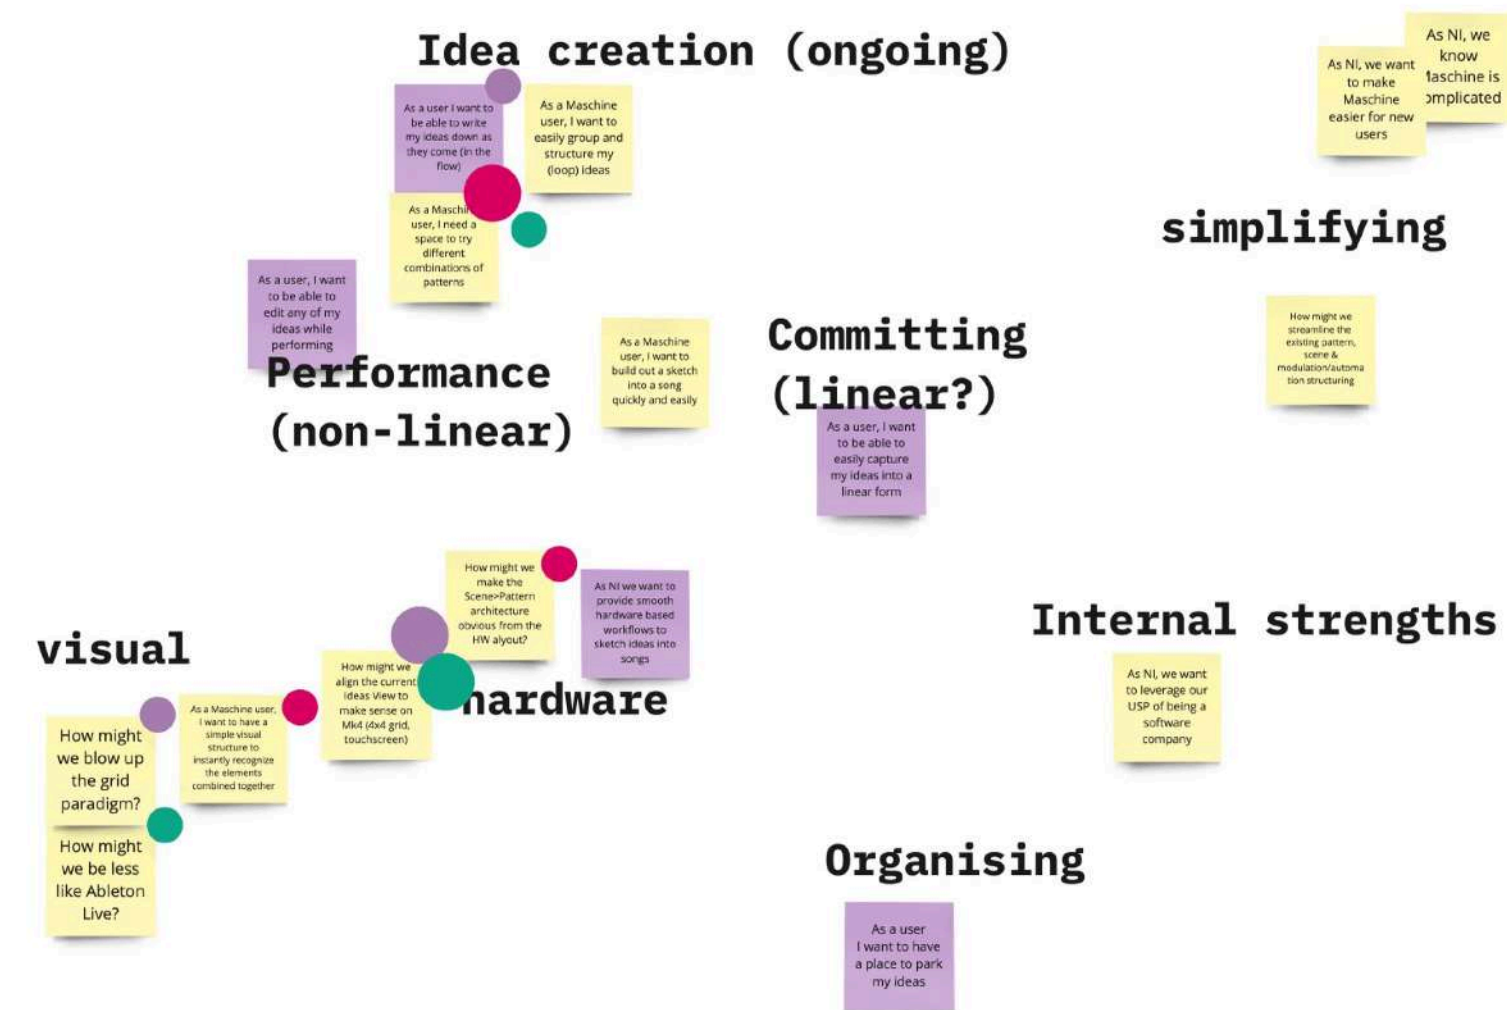 Idea creation (ongoing)
As a user I want to
be able to write
my ideas down as
they come (in the
flow)
As a Maschine
user, I want to
easily group and
structure my
(loop) ideas
As a Maschin
user, I need a
space to try
different
combinations of
patterns
As a user, I want
to be able to
edit any of my
ideas while
performing
Performance
(non-linear)
As a Maschine
user, I want to
build out a sketch
into a song
quickly and easily
Committing
(linear?)
As a user, I want
to be able to
easily capture
my ideas into a
linear form
As NI, we want
to make
Maschine
easier for new
users
As NI, we
know
Maschine is
omplicated
simplifying
How might we
streamline the
existing pattern,
scene &
modulation/automa
tion structuring
visual
How might
we blow up
the grid
paradigm?
How might
we be less
like Ableton
Live?
As a Maschine user,
I want to have a
simple visual
structure to
instantly recognize
the elements
combined together
How might we
align the current
Ideas View to
make sense on
Mk4 (4x4 grid,
touchscreen)
How might we
make the
Scene>Pattern
architecture
obvious from the
HW alyout?
As NI we want to
provide smooth
hardware based
workflows to
sketch ideas into
songs
hardware
Internal strengths
As NI, we want
to leverage our
USP of being a
software
company
Organising
As a user
I want to have
a place to park
my ideas